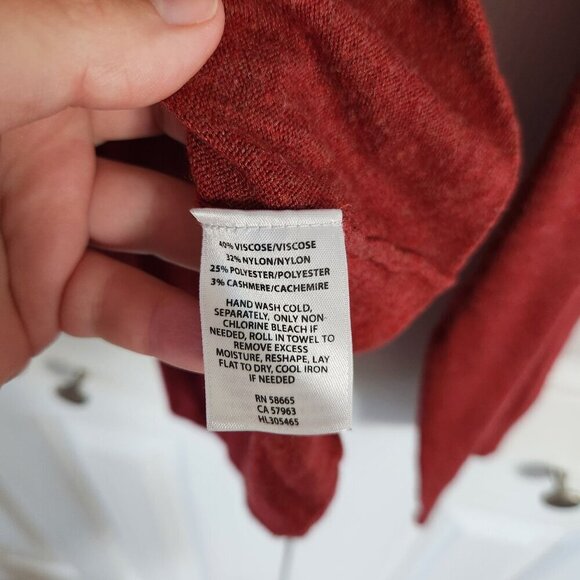 40% VISCOSE/VISCOSE
32% NYLON/NYLON
25% POLYESTER/POLYESTER
3% CASHMERE/CACHEMIRE
HAND WASH COLD,
SEPARATELY. ONLY NON
CHLORINE BLEACH IF
NEEDED, ROLL IN TOWEL TO
REMOVE EXCESS
MOISTURE, RESHAPE, LAY
FLAT TO DRY, COOL IRON
IF NEEDED
RN 58665
CA 57963
HL305465